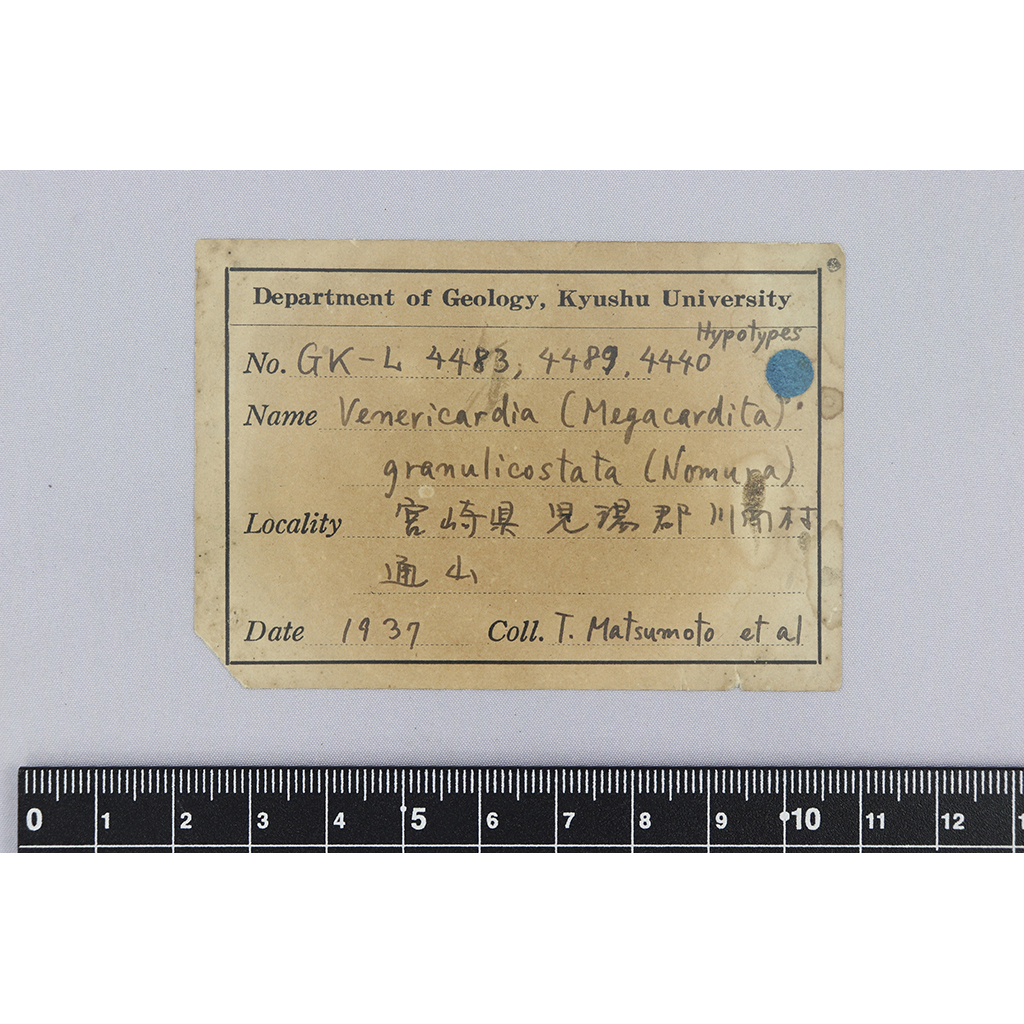 Department of Geology, Kyushu University
Hypotypes
No. GK-L 4483, 4489, 4440
Name Venericardia (Megacardita)
granulicostata (Nomura)
Locality 宮崎県 児湯郡 川南村
通山
Date 1937 Coll. T. Matsumoto et al
0 1 2 3 4 5 6 7 8 9 10 11 12